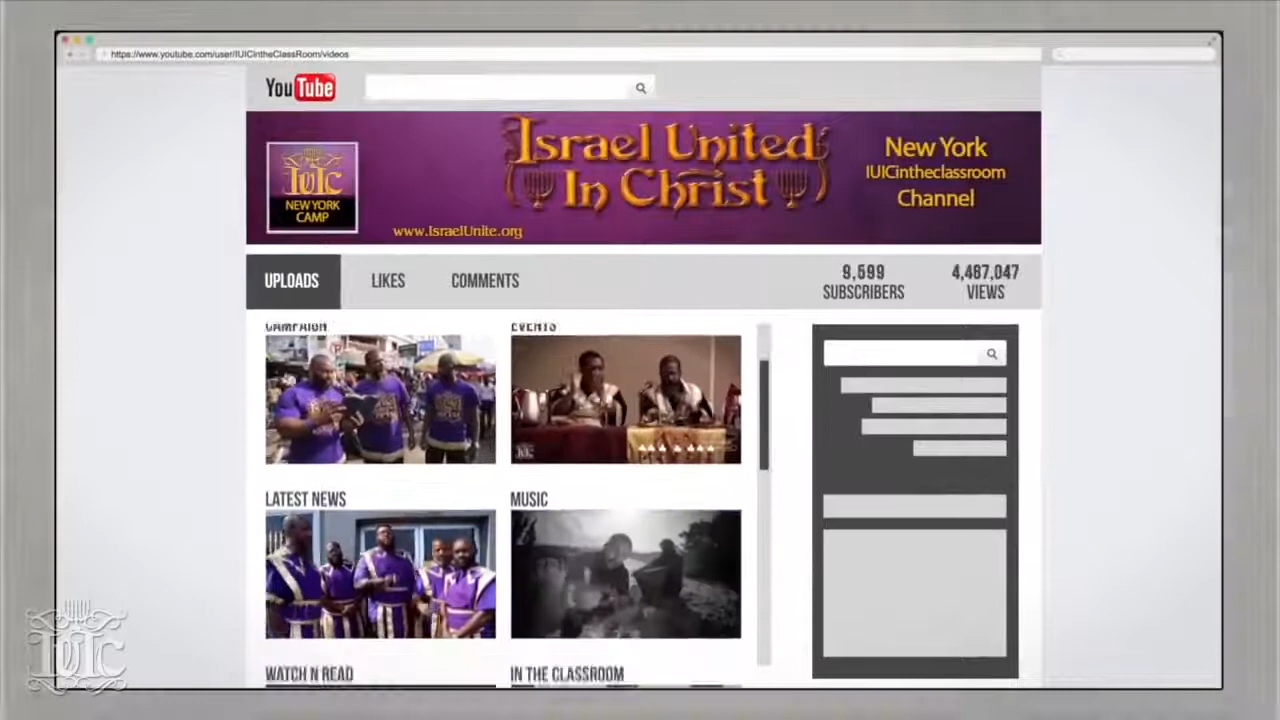 https://www.youtube.com/user/IUICintheClassRoom/videos
YouTube
Israel United
In Christ
New York
IUICintheclassroom
Channel
IUIC
NEW YORK
CAMP
www.IsraelUnite.org
UPLOADS
LIKES
COMMENTS
9,599
SUBSCRIBERS
4,487,047
VIEWS
CAMPAIGN
EVENTS
LATEST NEWS
MUSIC
WATCH N READ
IN THE CLASSROOM
IUIC